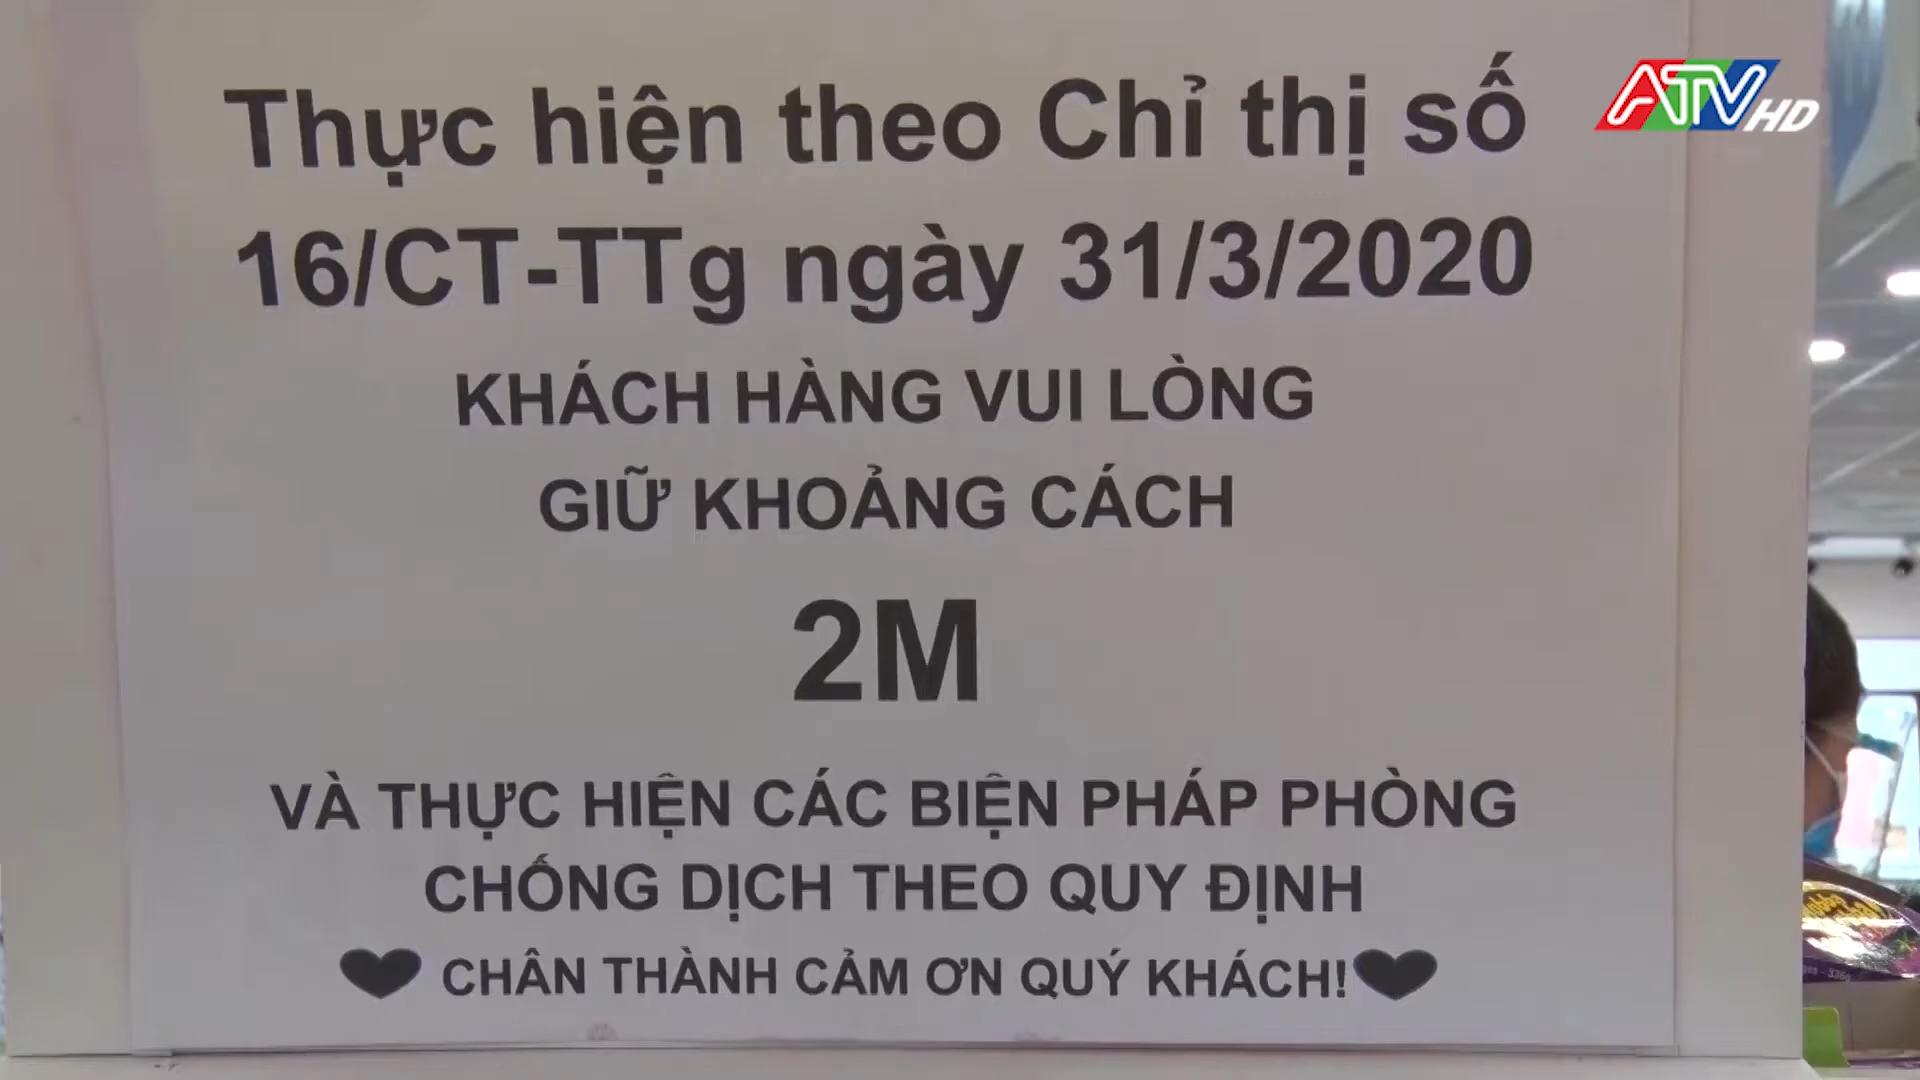 Thực hiện theo Chỉ thị số
16/CT-TTg ngày 31/3/2020
KHÁCH HÀNG VUI LÒNG
GIỮ KHOẢNG CÁCH
2M
VÀ THỰC HIỆN CÁC BIỆN PHÁP PHÒNG
CHỐNG DỊCH THEO QUY ĐỊNH
CHÂN THÀNH CẢM ƠN QUÝ KHÁCH!
ATV HD